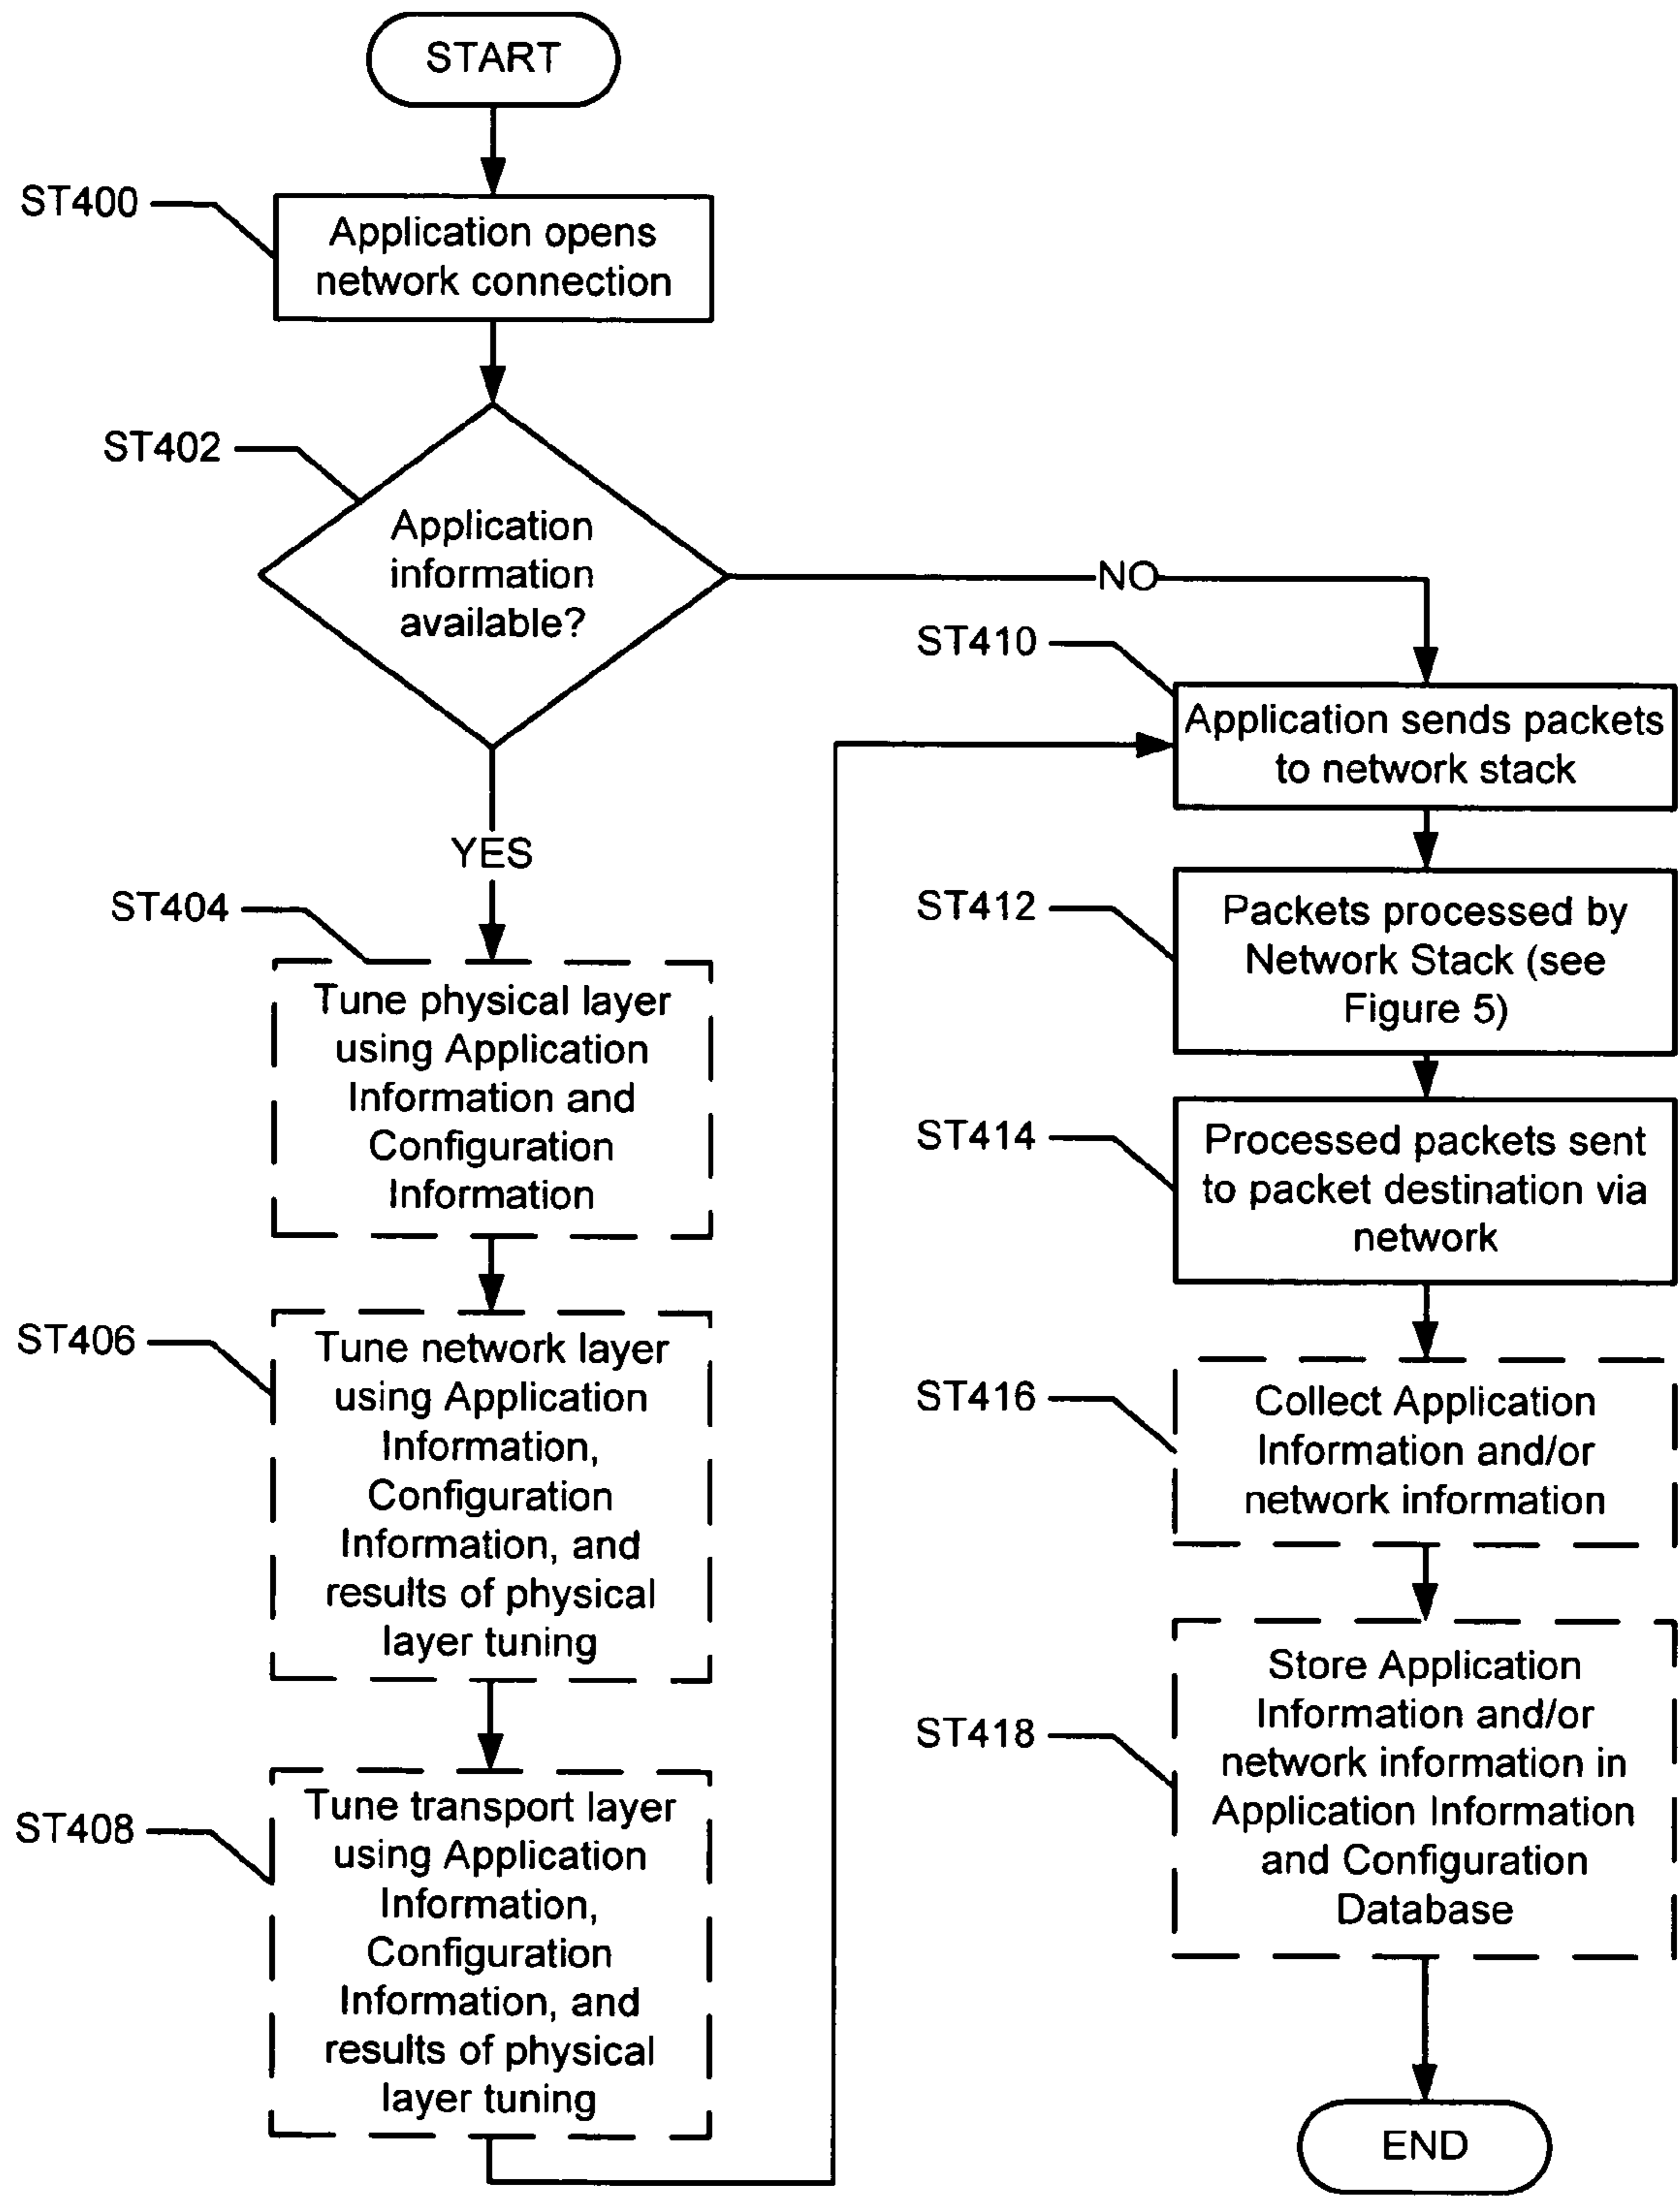 START
ST400
Application opens
network connection
ST402
Application
information
available?
NO
YES
ST404
Tune physical layer
using Application
Information and
Configuration
Information
ST406
Tune network layer
using Application
Information,
Configuration
Information, and
results of physical
layer tuning
ST408
Tune transport layer
using Application
Information,
Configuration
Information, and
results of physical
layer tuning
ST410
Application sends packets
to network stack
ST412
Packets processed by
Network Stack (see
Figure 5)
ST414
Processed packets sent
to packet destination via
network
ST416
Collect Application
Information and/or
network information
ST418
Store Application
Information and/or
network information in
Application Information
and Configuration
Database
END